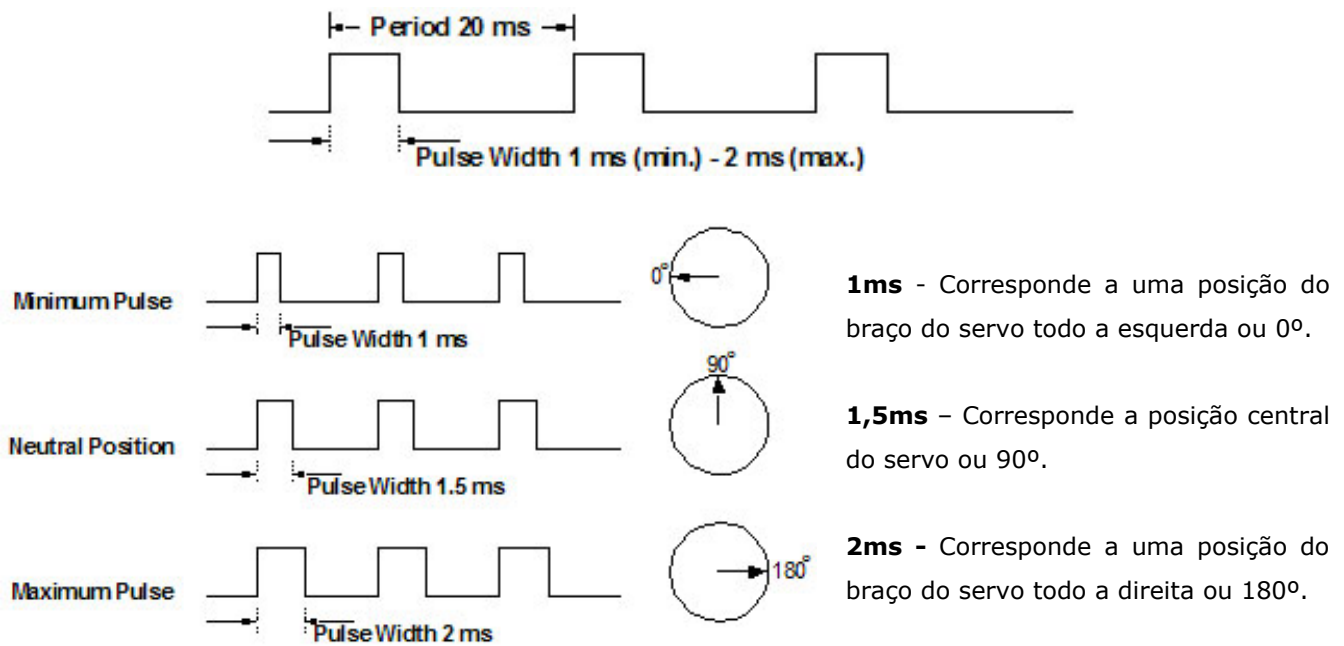 Period 20 ms
Pulse Width 1 ms (min.) - 2 ms (max.)
Minimum Pulse
Pulse Width 1 ms
0°
1ms - Corresponde a uma posição do
braço do servo todo a esquerda ou 0º.
Neutral Position
Pulse Width 1.5 ms
90°
1,5ms – Corresponde a posição central
do servo ou 90º.
Maximum Pulse
Pulse Width 2 ms
180°
2ms - Corresponde a uma posição do
braço do servo todo a direita ou 180º.